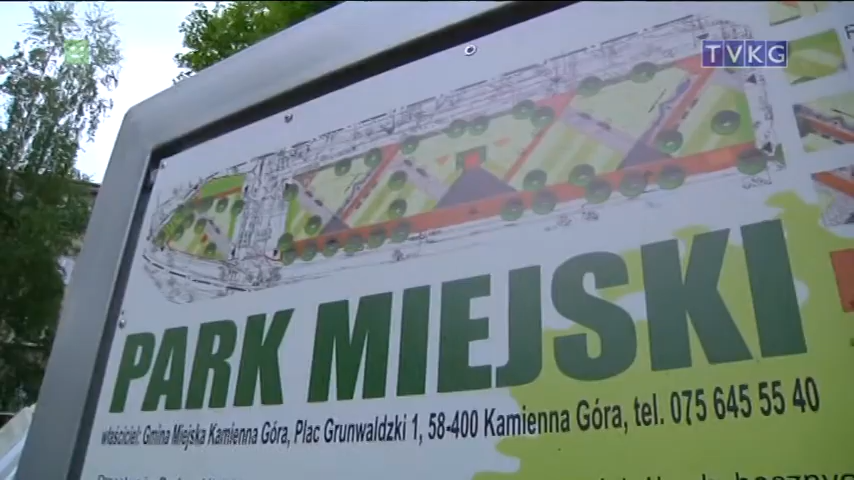 TVKG
PARK MIEJSKI
właściciel: Gmina Miejska Kamienna Góra, Plac Grunwaldzki 1, 58-400 Kamienna Góra, tel. 075 645 55 40